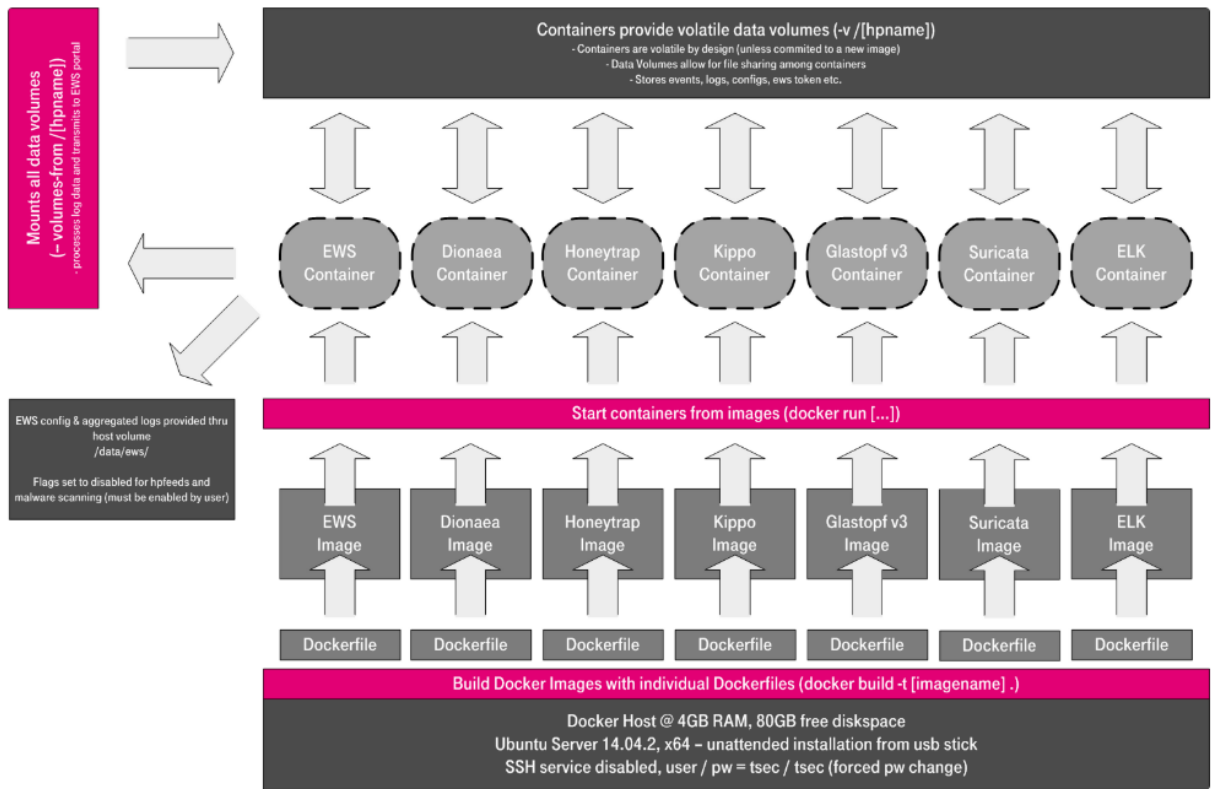 Mounts all data volumes
(– volumes-from /[hpname])
- processes log data and transmits to EWS portal
Containers provide volatile data volumes (-v /[hpname])
- Containers are volatile by design (unless commited to a new image)
- Data Volumes allow for file sharing among containers
- Stores events, logs, configs, ews token etc.
EWS
Container
Dionaea
Container
Honeytrap
Container
Kippo
Container
Glastopf v3
Container
Suricata
Container
ELK
Container
EWS config & aggregated logs provided thru
host volume
/data/ews/
Flags set to disabled for hpfeeds and
malware scanning (must be enabled by user)
Start containers from images (docker run [...])
EWS
Image
Dionaea
Image
Honeytrap
Image
Kippo
Image
Glastopf v3
Image
Suricata
Image
ELK
Image
Dockerfile
Dockerfile
Dockerfile
Dockerfile
Dockerfile
Dockerfile
Dockerfile
Build Docker Images with individual Dockerfiles (docker build -t [imagename] .)
Docker Host @ 4GB RAM, 80GB free diskspace
Ubuntu Server 14.04.2, x64 – unattended installation from usb stick
SSH service disabled, user / pw = tsec / tsec (forced pw change)